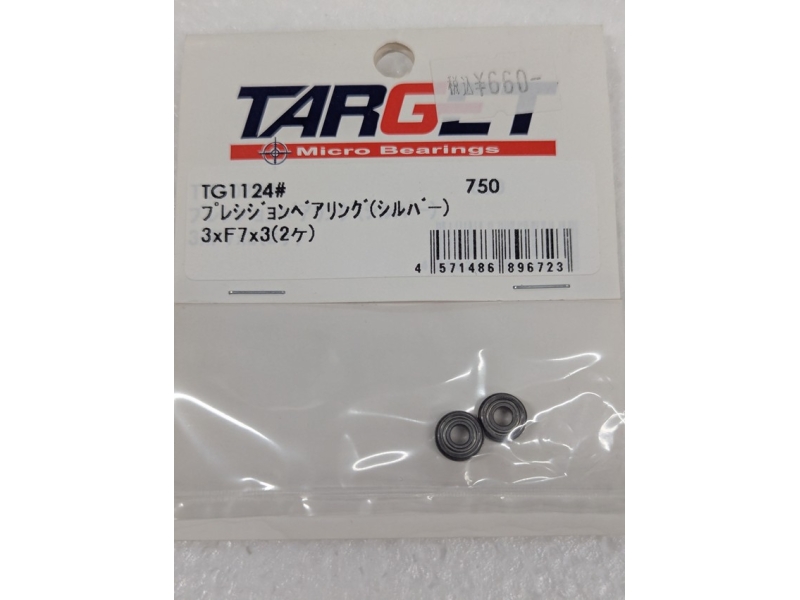 税込¥660-
TARGET
Micro Bearings
TG1124# 750
プレシジョンベアリング(シルバー)
3xF7x3(2ケ)
4 571486 896723